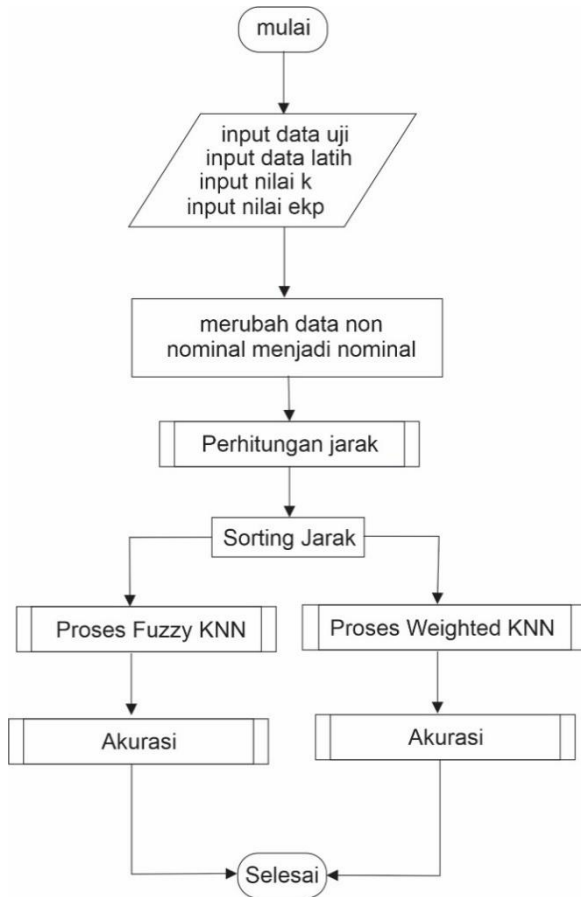 mulai
input data uji
input data latih
input nilai k
input nilai ekp
merubah data non
nominal menjadi nominal
Perhitungan jarak
Sorting Jarak
Proses Fuzzy KNN
Proses Weighted KNN
Akurasi
Akurasi
Selesai